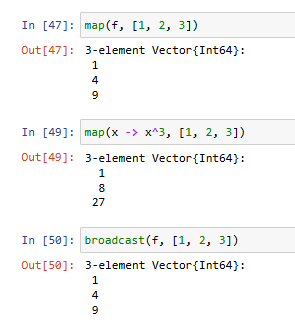 In [47]: map(f, [1, 2, 3])
Out[47]: 3-element Vector{Int64}:
1
4
9
In [49]: map(x -> x^3, [1, 2, 3])
Out[49]: 3-element Vector{Int64}:
1
8
27
In [50]: broadcast(f, [1, 2, 3])
Out[50]: 3-element Vector{Int64}:
1
4
9